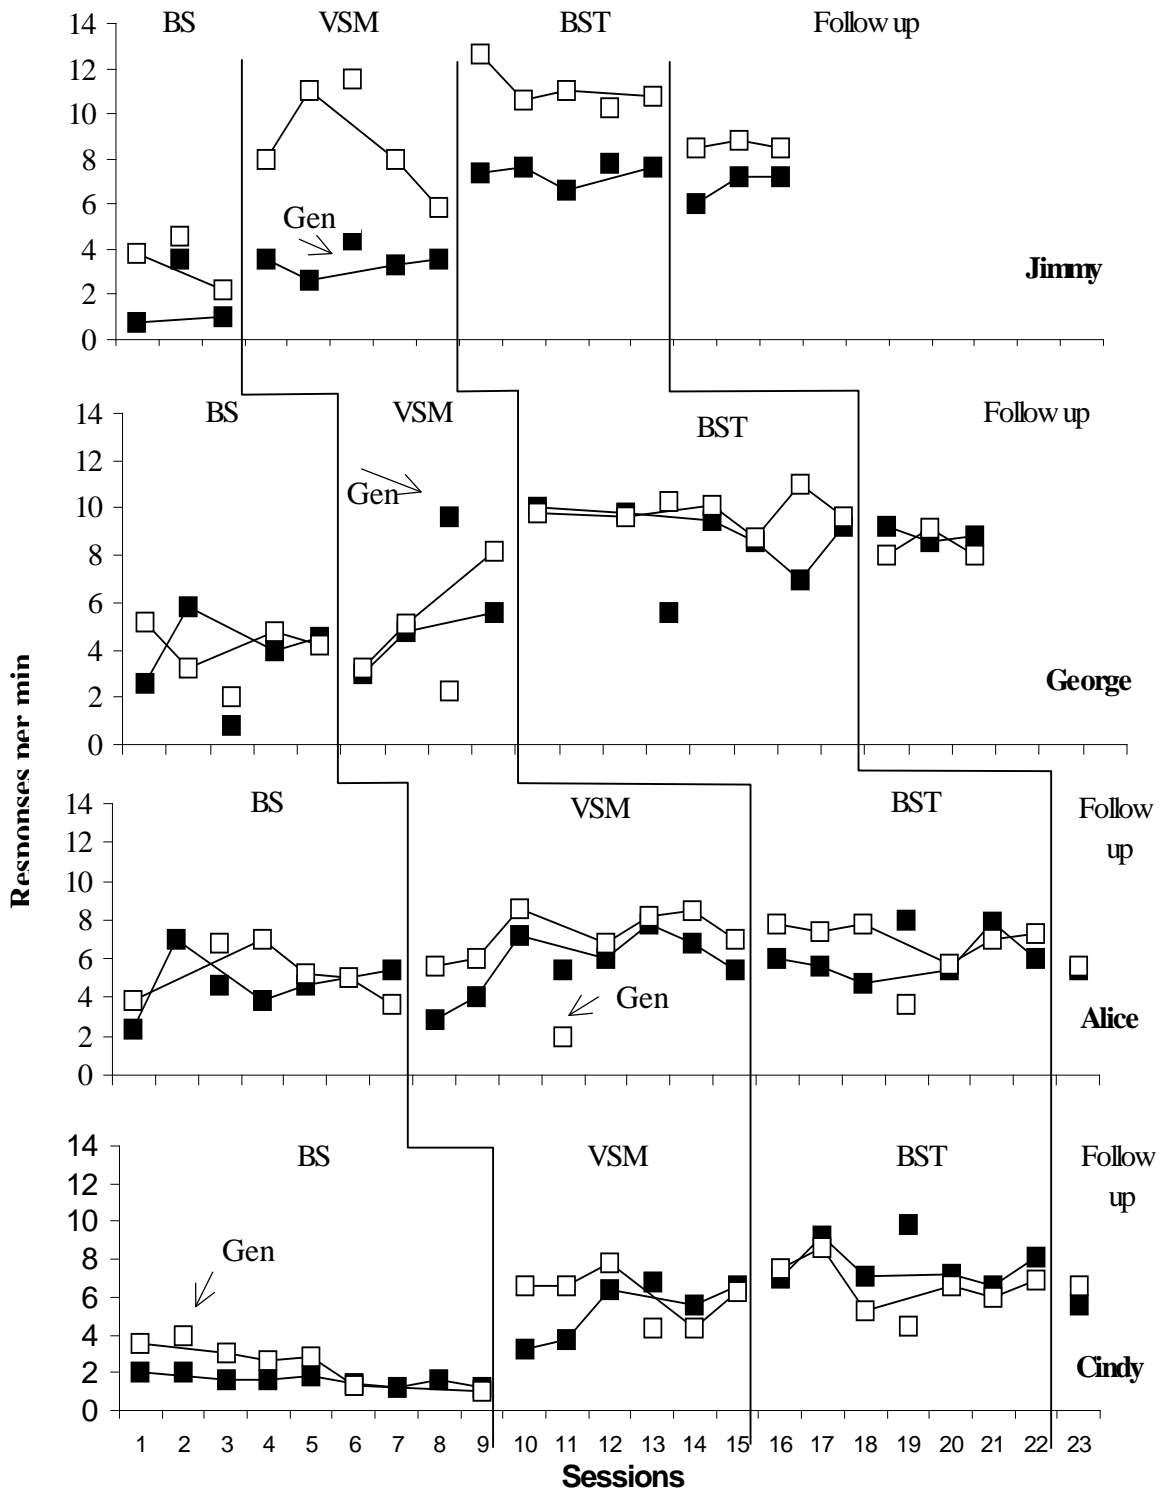 BS VSM BST Follow up
14
12
10
8
6
4
2
0
Gen
Jimmy
BS VSM BST Follow up
14
12
10
8
6
4
2
0
Gen
George
Responses per min
BS VSM BST Follow
up
14
12
10
8
6
4
2
0
Gen
Alice
BS VSM BST Follow
up
14
12
10
8
6
4
2
0
Gen
Cindy
1 2 3 4 5 6 7 8 9 10 11 12 13 14 15 16 17 18 19 20 21 22 23
Sessions